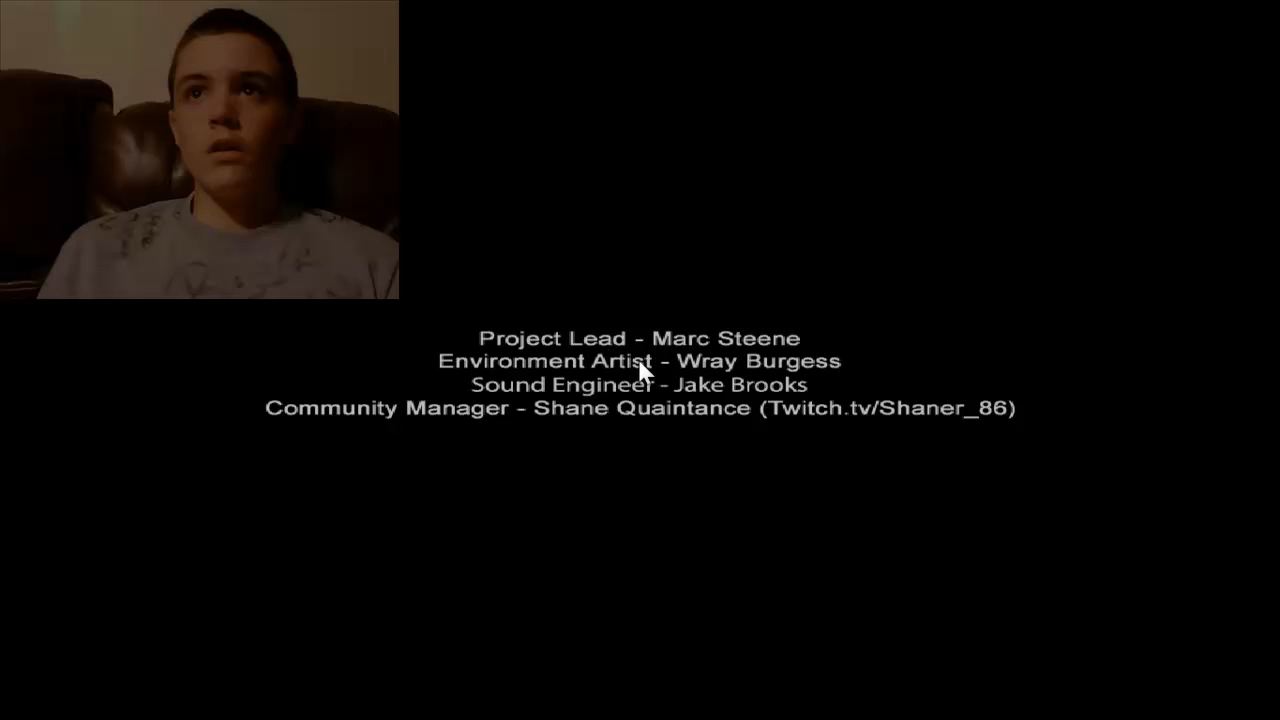 Project Lead - Marc Steene
Environment Artist - Wray Burgess
Sound Engineer - Jake Brooks
Community Manager - Shane Quaintance (Twitch.tv/Shaner_86)